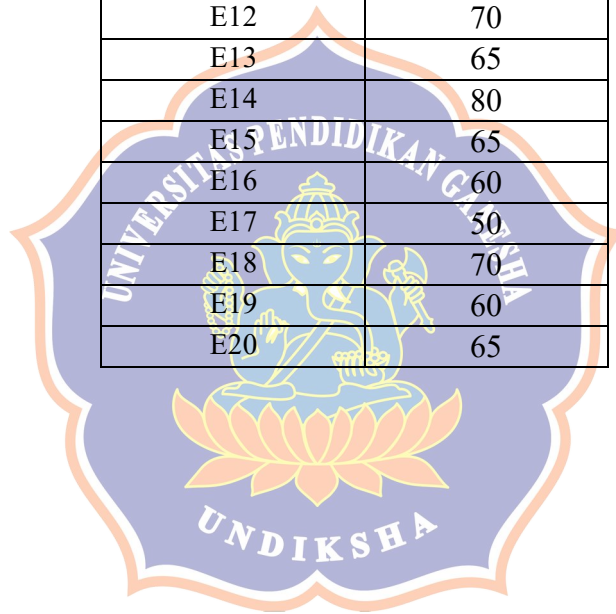 E12 70
E13 65
E14 80
E15 65
E16 60
E17 50
E18 70
E19 60
E20 65
UNIVERSITAS PENDIDIKAN GANESHA
UNDIKSHA